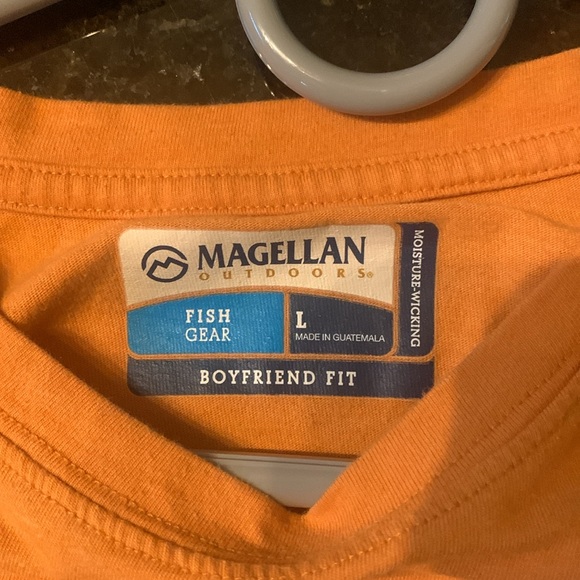 MAGELLAN
OUTDOORS®
FISH
GEAR
L
MADE IN GUATEMALA
MOISTURE-WICKING
BOYFRIEND FIT